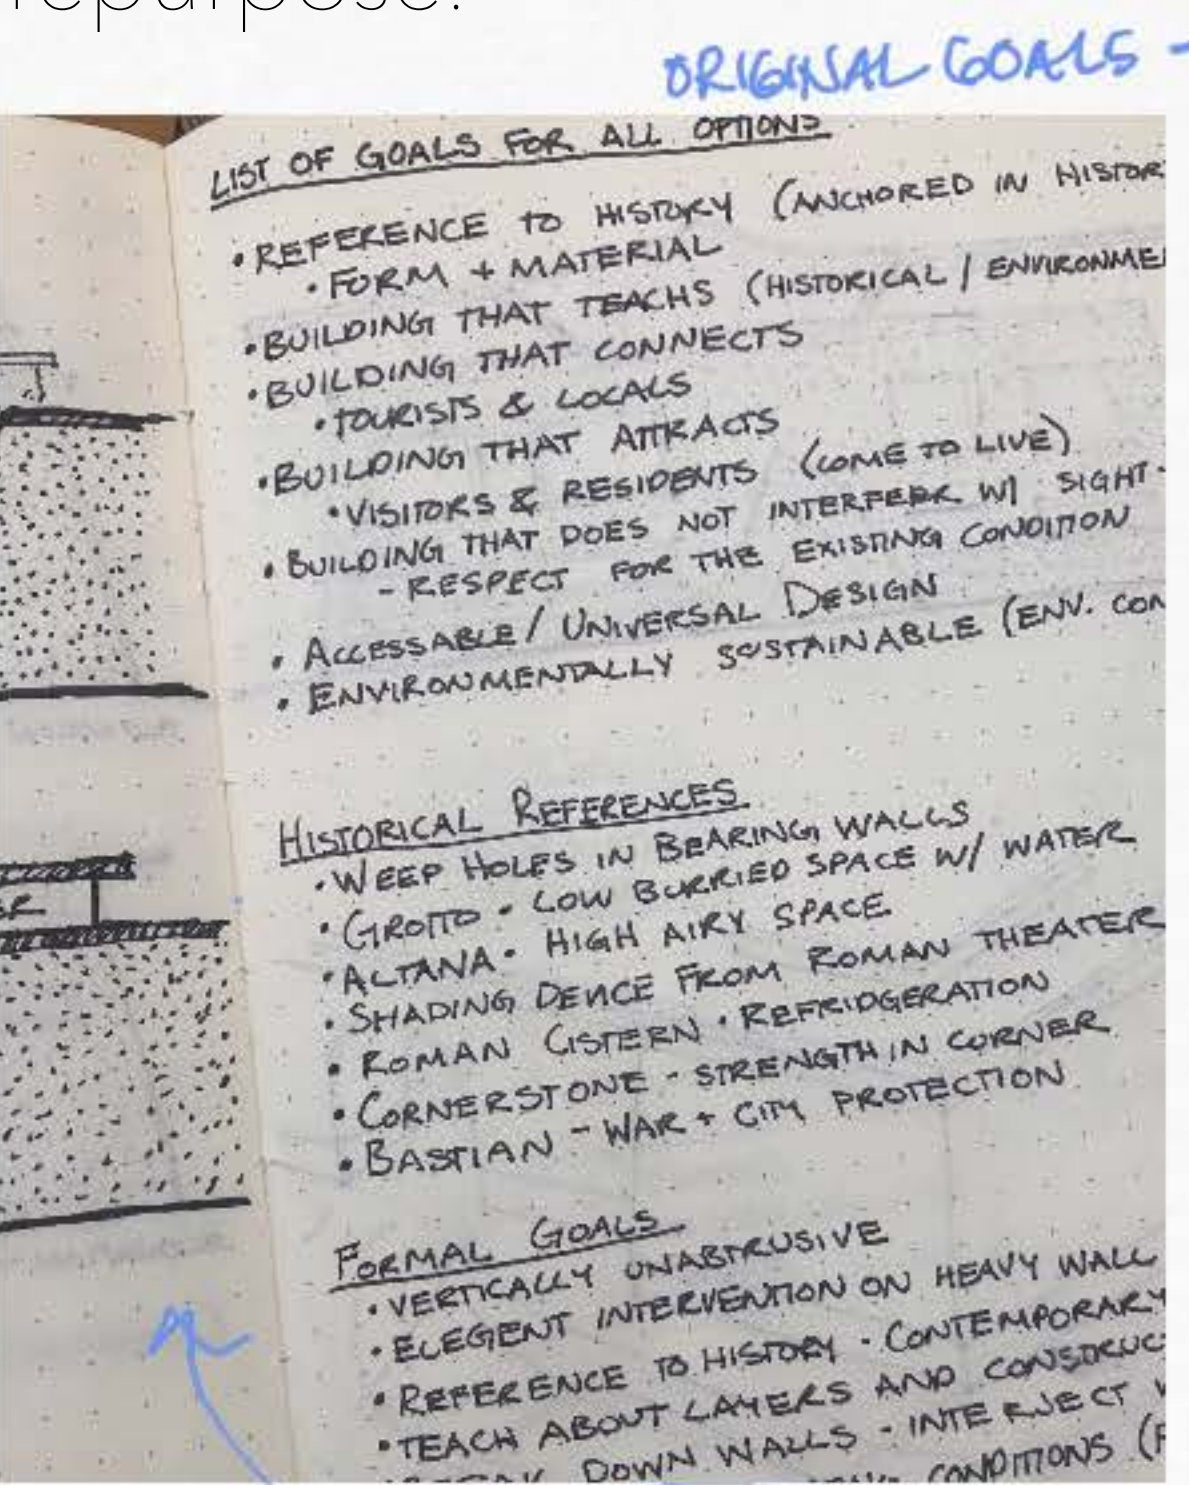 repurpose.
ORIGINAL GOALS -
LIST OF GOALS FOR ALL OPTIONS
• REFERENCE TO HISTORY (ANCHORED IN HISTOR
• FORM + MATERIAL
• BUILDING THAT TEACHS (HISTORICAL / ENVIRONME
• BUILDING THAT CONNECTS
• TOURISTS & LOCALS
• BUILDING THAT ATTRACTS
• VISITORS & RESIDENTS (COME TO LIVE)
• BUILDING THAT DOES NOT INTERFEER W/ SIGHT-
- RESPECT FOR THE EXISTING CONDITION
• ACCESSABLE / UNIVERSAL DESIGN
• ENVIRONMENTALLY SUSTAINABLE (ENV. CON
HISTORICAL REFERENCES
• WEEP HOLES IN BEARING WALLS
• GROTTO - LOW BURRIED SPACE W/ WATER
• ALTANA - HIGH AIRY SPACE
• SHADING DEVICE FROM ROMAN THEATER
• ROMAN CISTERN - REFRIDGERATION
• CORNERSTONE - STRENGTH IN CORNER
• BASTIAN - WAR + CITY PROTECTION
FORMAL GOALS
• VERTICALLY UNABTRUSIVE
• ELEGENT INTERVENTION ON HEAVY WALL
• REFERENCE TO HISTORY - CONTEMPORARY
• TEACH ABOUT LAYERS AND CONSTRUC
DOWN WALLS - INTERJECT
CONDITIONS (